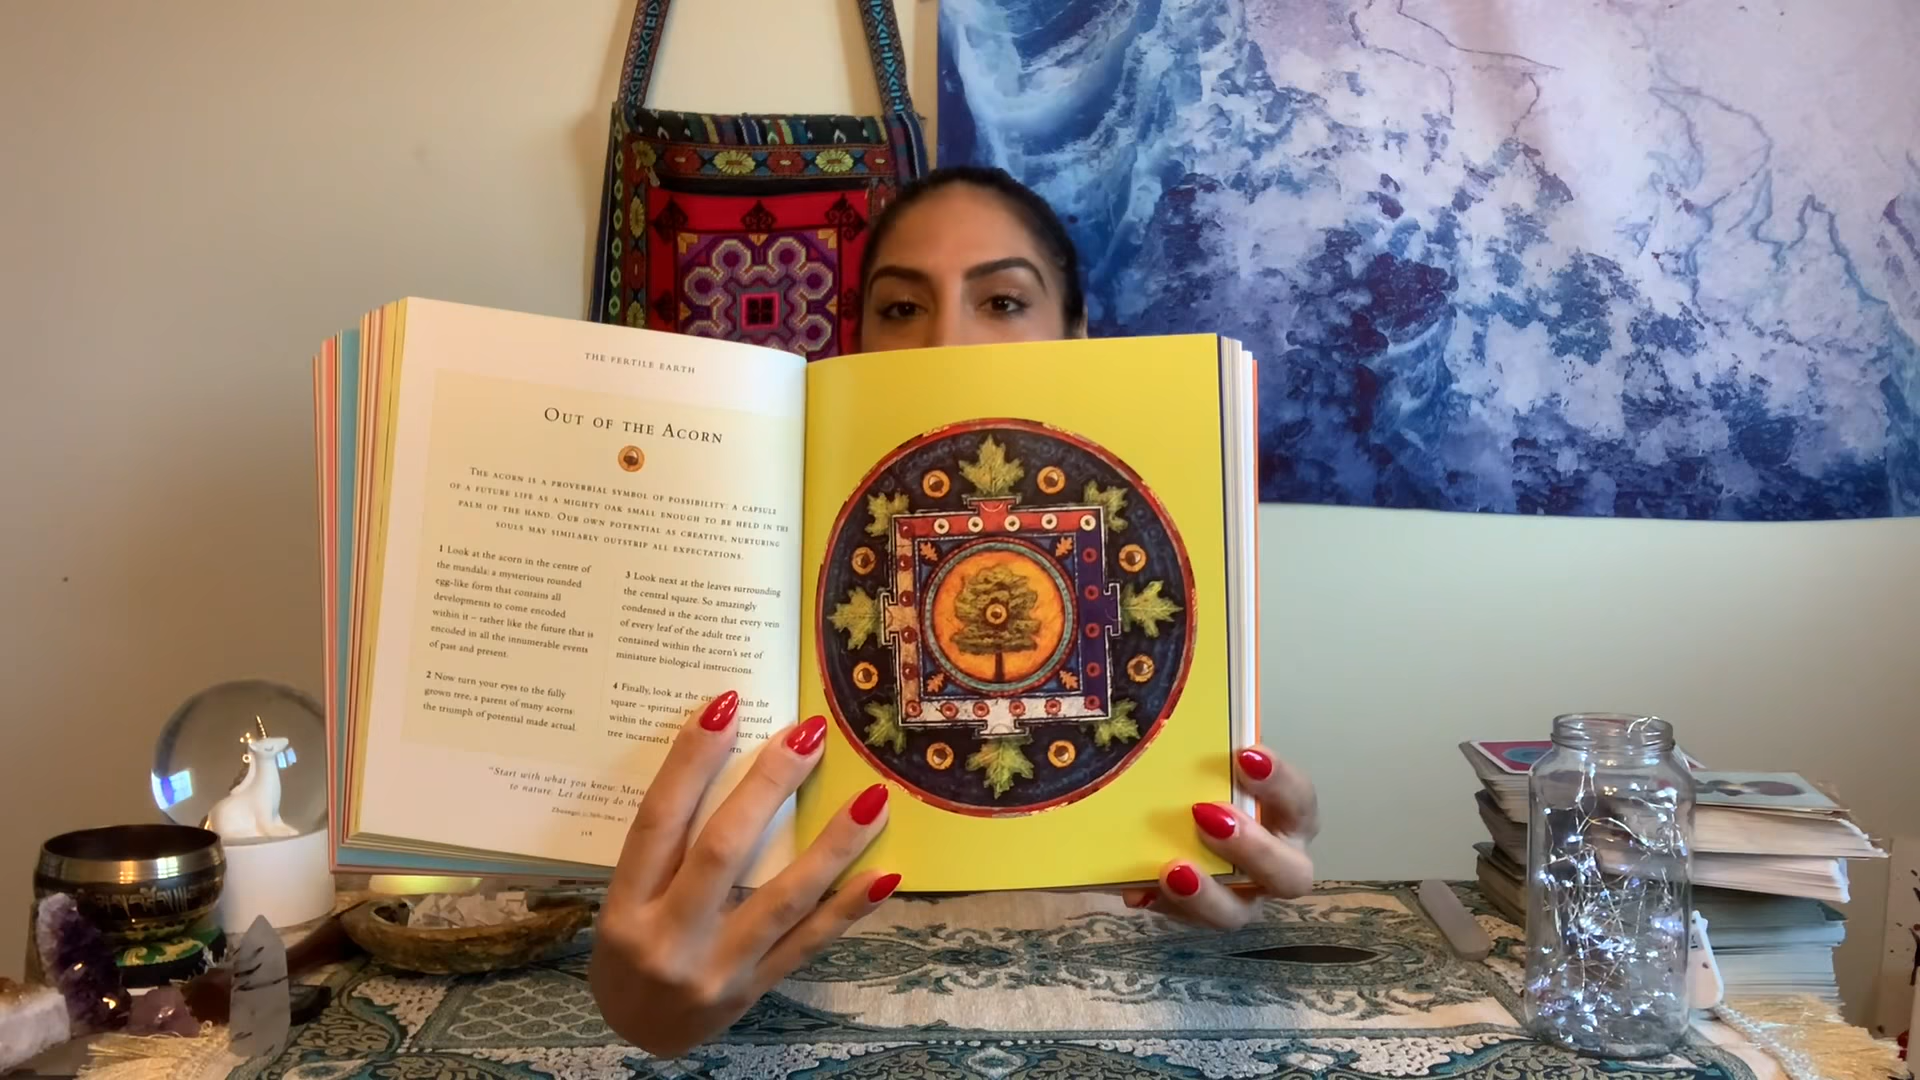 THE FERTILE EARTH
OUT OF THE ACORN
THE ACORN IS A PROVERBIAL SYMBOL OF POSSIBILITY: A CAPSULE
OF A FUTURE LIFE AS A MIGHTY OAK SMALL ENOUGH TO BE HELD IN THE
PALM OF THE HAND. OUR OWN POTENTIAL AS CREATIVE, NURTURING
SOULS MAY SIMILARLY OUTSTRIP ALL EXPECTATIONS.
1 Look at the acorn in the centre of
the mandala: a mysterious rounded
egg-like form that contains all
developments to come encoded
within it – rather like the future that is
encoded in all the innumerable events
of past and present.
2 Now turn your eyes to the fully
grown tree, a parent of many acorns:
the triumph of potential made actual.
3 Look next at the leaves surrounding
the central square. So amazingly
condensed is the acorn that every vein
of every leaf of the adult tree is
contained within the acorn's set of
miniature biological instructions.
4 Finally, look at the within the
square – spiritual
within the oak
tree incarnated
"Start with what you know.
to nature. Let destiny do